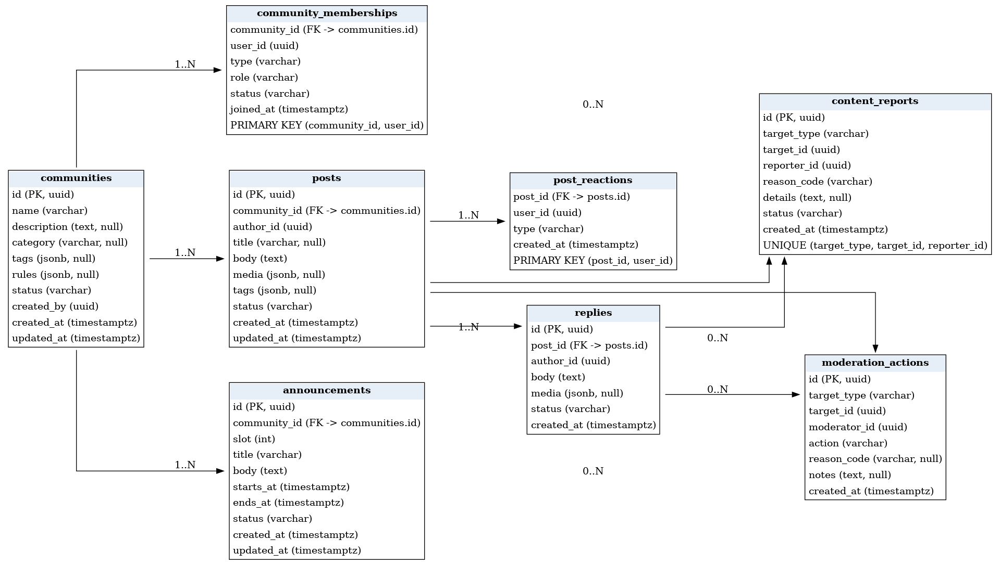 community_memberships
community_id (FK -> communities.id)
user_id (uuid)
type (varchar)
role (varchar)
status (varchar)
joined_at (timestamptz)
PRIMARY KEY (community_id, user_id)
1..N
communities
id (PK, uuid)
name (varchar)
description (text, null)
category (varchar, null)
tags (jsonb, null)
rules (jsonb, null)
status (varchar)
created_by (uuid)
created_at (timestamptz)
updated_at (timestamptz)
1..N
posts
id (PK, uuid)
community_id (FK -> communities.id)
author_id (uuid)
title (varchar, null)
body (text)
media (jsonb, null)
tags (jsonb, null)
status (varchar)
created_at (timestamptz)
updated_at (timestamptz)
1..N
announcements
id (PK, uuid)
community_id (FK -> communities.id)
slot (int)
title (varchar)
body (text)
starts_at (timestamptz)
ends_at (timestamptz)
status (varchar)
created_at (timestamptz)
updated_at (timestamptz)
0..N
1..N
post_reactions
post_id (FK -> posts.id)
user_id (uuid)
type (varchar)
created_at (timestamptz)
PRIMARY KEY (post_id, user_id)
1..N
replies
id (PK, uuid)
post_id (FK -> posts.id)
author_id (uuid)
body (text)
media (jsonb, null)
status (varchar)
created_at (timestamptz)
0..N
content_reports
id (PK, uuid)
target_type (varchar)
target_id (uuid)
reporter_id (uuid)
reason_code (varchar)
details (text, null)
status (varchar)
created_at (timestamptz)
UNIQUE (target_type, target_id, reporter_id)
0..N
0..N
moderation_actions
id (PK, uuid)
target_type (varchar)
target_id (uuid)
moderator_id (uuid)
action (varchar)
reason_code (varchar, null)
notes (text, null)
created_at (timestamptz)